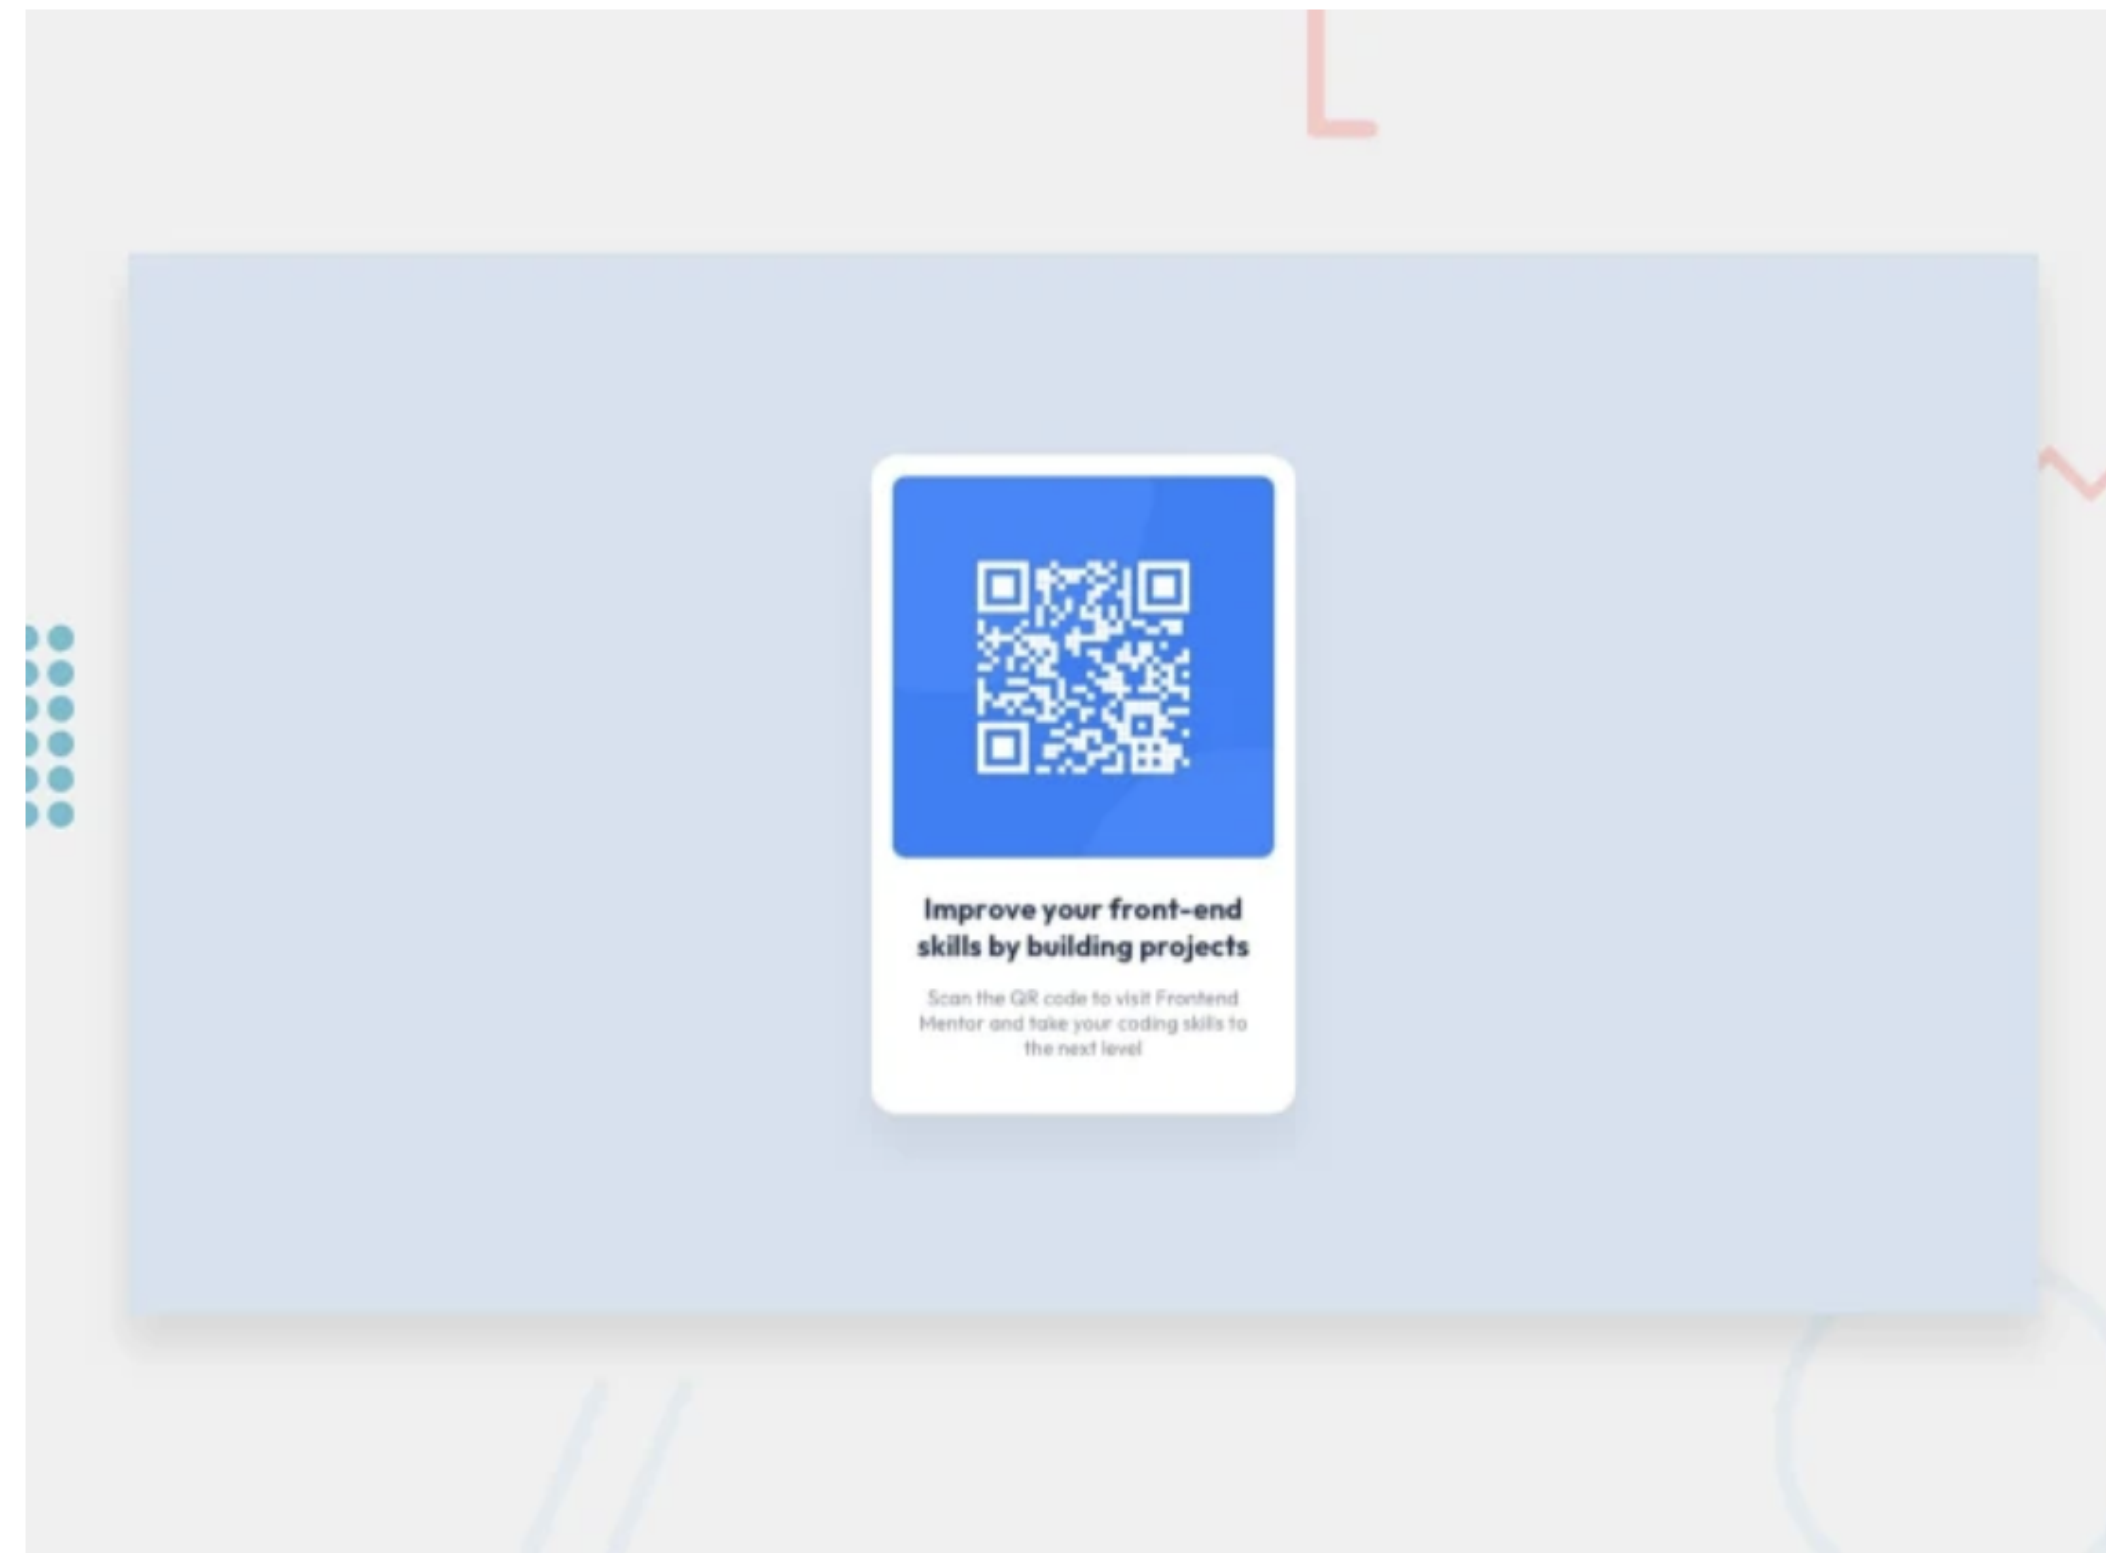 Improve your front-end
skills by building projects
Scan the QR code to visit Frontend
Mentor and take your coding skills to
the next level